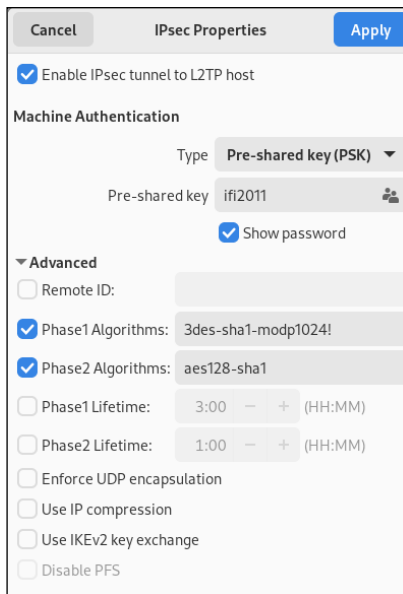 Cancel IPsec Properties Apply
Enable IPsec tunnel to L2TP host
Machine Authentication
Type Pre-shared key (PSK)
Pre-shared key ifi2011
Show password
Advanced
Remote ID:
Phase1 Algorithms: 3des-sha1-modp1024!
Phase2 Algorithms: aes128-sha1
Phase1 Lifetime: 3:00 − + (HH:MM)
Phase2 Lifetime: 1:00 − + (HH:MM)
Enforce UDP encapsulation
Use IP compression
Use IKEv2 key exchange
Disable PFS